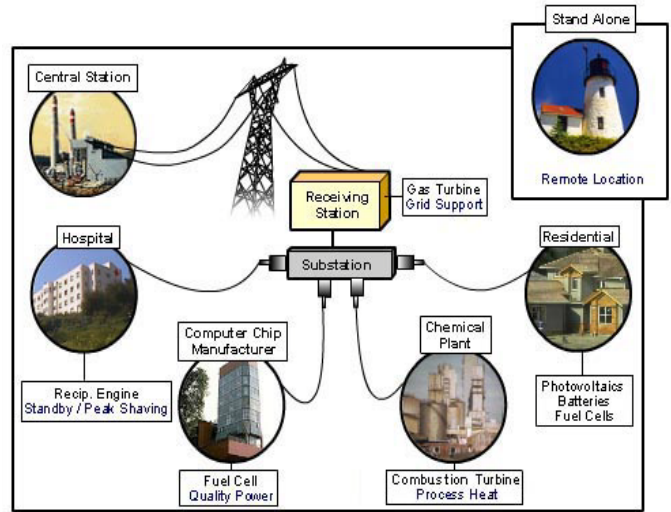 Stand Alone
Central Station
Remote Location
Receiving
Station
Gas Turbine
Grid Support
Hospital
Substation
Residential
Computer Chip
Manufacturer
Chemical
Plant
Recip. Engine
Standby / Peak Shaving
Photovoltaics
Batteries
Fuel Cells
Fuel Cell
Quality Power
Combustion Turbine
Process Heat